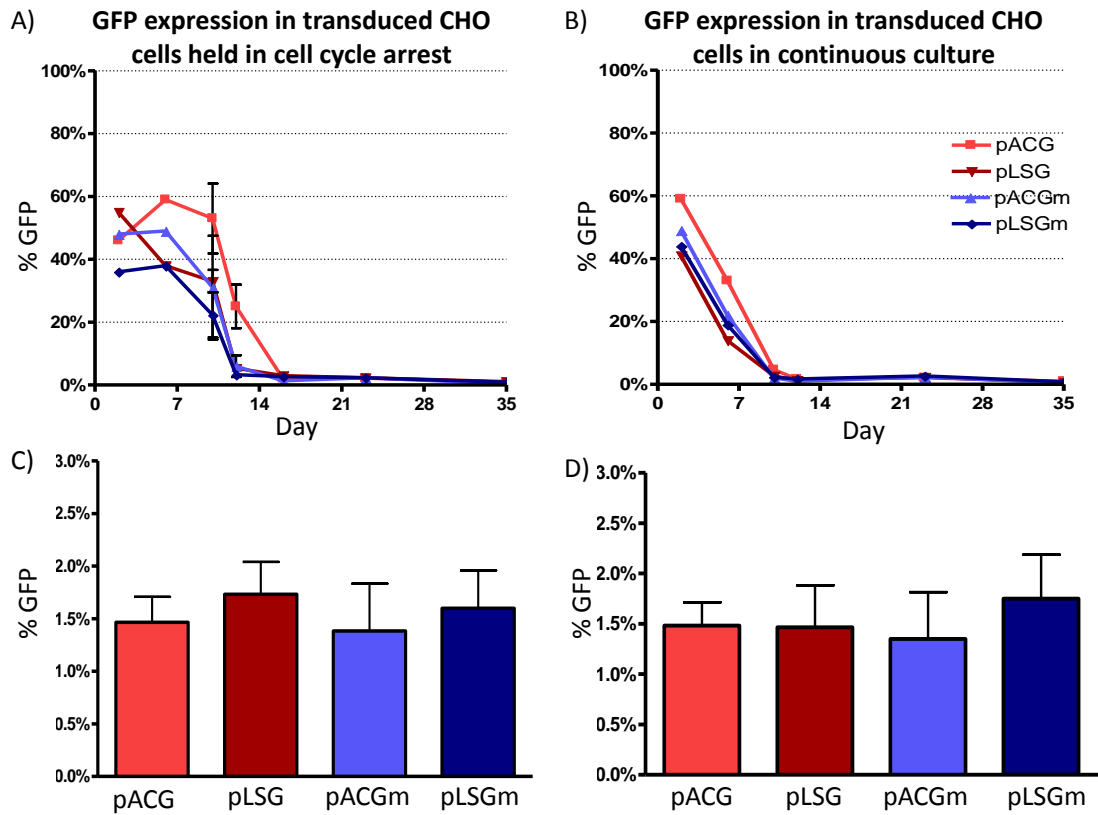 A)
GFP expression in transduced CHO
cells held in cell cycle arrest
100%
80%
60%
40%
20%
0%
% GFP
0 7 14 21 28 35
Day
B)
GFP expression in transduced CHO
cells in continuous culture
100%
80%
60%
40%
20%
0%
% GFP
0 7 14 21 28 35
Day
pACG
pLSG
pACGm
pLSGm
C)
3.0%
2.5%
2.0%
1.5%
1.0%
0.5%
0.0%
% GFP
pACG pLSG pACGm pLSGm
D)
3.0%
2.5%
2.0%
1.5%
1.0%
0.5%
0.0%
% GFP
pACG pLSG pACGm pLSGm